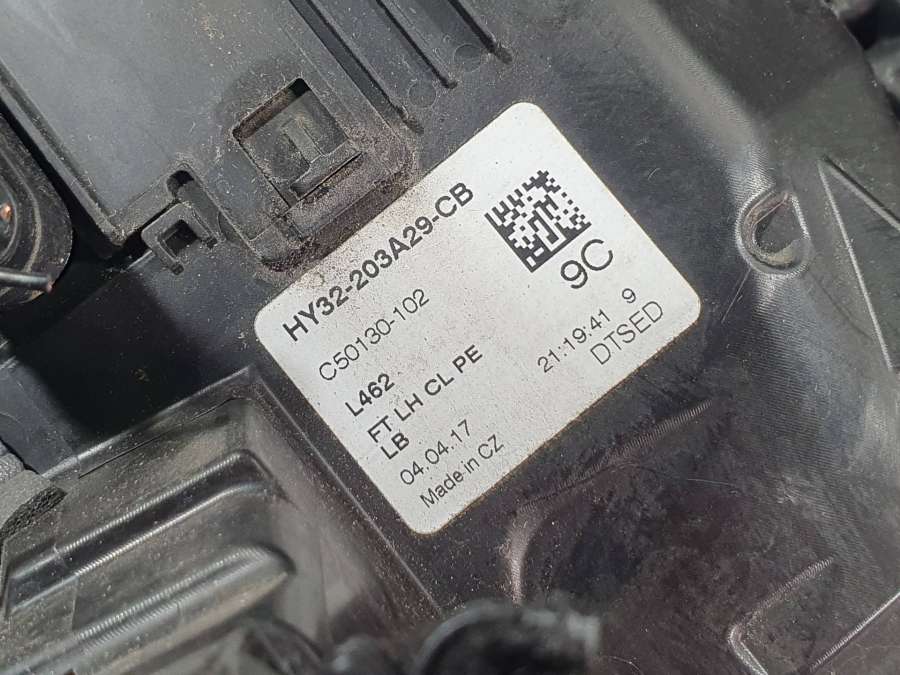 HY32-203A29-CB
C50130-102
9C
L462
FT LH CL PE
LB
21:19:41 9
04.04.17
DTSED
Made in CZ